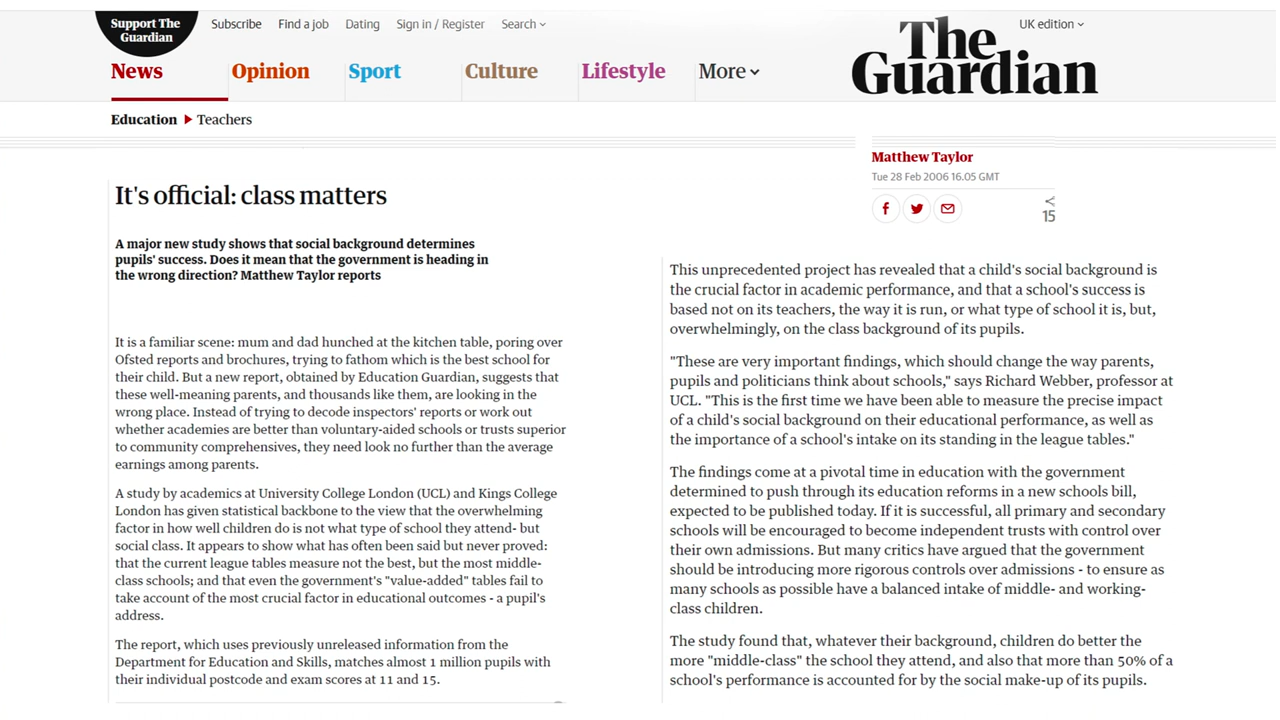 Support The
Guardian
Subscribe
Find a job
Dating
Sign in / Register
Search
UK edition
The
Guardian
News
Opinion
Sport
Culture
Lifestyle
More
Education
Teachers
Matthew Taylor
Tue 28 Feb 2006 16.05 GMT
15
It's official: class matters
A major new study shows that social background determines
pupils' success. Does it mean that the government is heading in
the wrong direction? Matthew Taylor reports
It is a familiar scene: mum and dad hunched at the kitchen table, poring over
Ofsted reports and brochures, trying to fathom which is the best school for
their child. But a new report, obtained by Education Guardian, suggests that
these well-meaning parents, and thousands like them, are looking in the
wrong place. Instead of trying to decode inspectors' reports or work out
whether academies are better than voluntary-aided schools or trusts superior
to community comprehensives, they need look no further than the average
earnings among parents.
A study by academics at University College London (UCL) and Kings College
London has given statistical backbone to the view that the overwhelming
factor in how well children do is not what type of school they attend- but
social class. It appears to show what has often been said but never proved:
that the current league tables measure not the best, but the most middle-
class schools; and that even the government's "value-added" tables fail to
take account of the most crucial factor in educational outcomes - a pupil's
address.
The report, which uses previously unreleased information from the
Department for Education and Skills, matches almost 1 million pupils with
their individual postcode and exam scores at 11 and 15.
This unprecedented project has revealed that a child's social background is
the crucial factor in academic performance, and that a school's success is
based not on its teachers, the way it is run, or what type of school it is, but,
overwhelmingly, on the class background of its pupils.
"These are very important findings, which should change the way parents,
pupils and politicians think about schools," says Richard Webber, professor at
UCL. "This is the first time we have been able to measure the precise impact
of a child's social background on their educational performance, as well as
the importance of a school's intake on its standing in the league tables."
The findings come at a pivotal time in education with the government
determined to push through its education reforms in a new schools bill,
expected to be published today. If it is successful, all primary and secondary
schools will be encouraged to become independent trusts with control over
their own admissions. But many critics have argued that the government
should be introducing more rigorous controls over admissions - to ensure as
many schools as possible have a balanced intake of middle- and working-
class children.
The study found that, whatever their background, children do better the
more "middle-class" the school they attend, and also that more than 50% of a
school's performance is accounted for by the social make-up of its pupils.